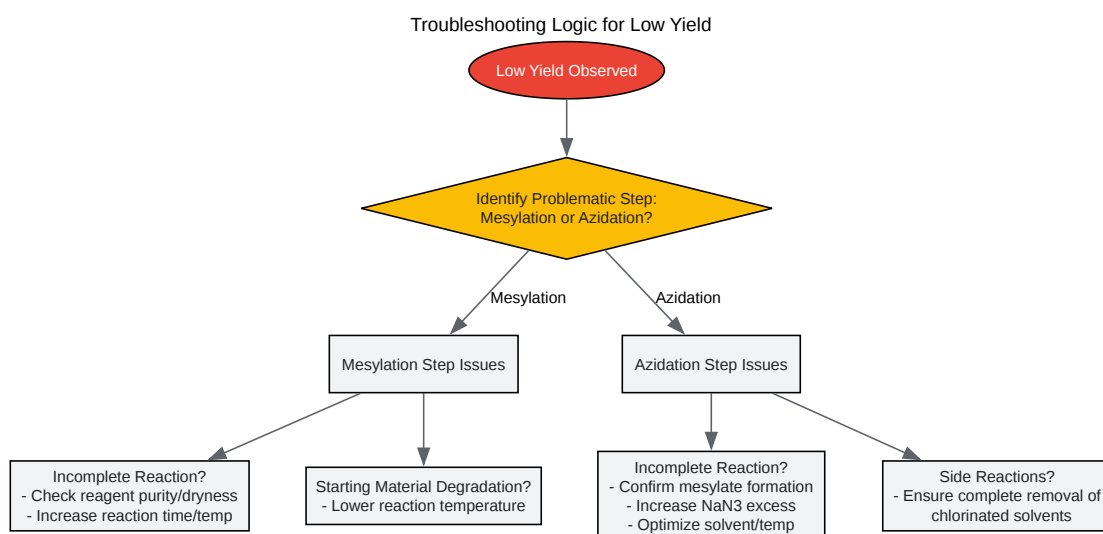 Troubleshooting Logic for Low Yield
Low Yield Observed
Identify Problematic Step:
Mesylation or Azidation?
Mesylation
Azidation
Mesylation Step Issues
Azidation Step Issues
Incomplete Reaction?
- Check reagent purity/dryness
- Increase reaction time/temp
Starting Material Degradation?
- Lower reaction temperature
Incomplete Reaction?
- Confirm mesylate formation
- Increase NaN3 excess
- Optimize solvent/temp
Side Reactions?
- Ensure complete removal of
chlorinated solvents